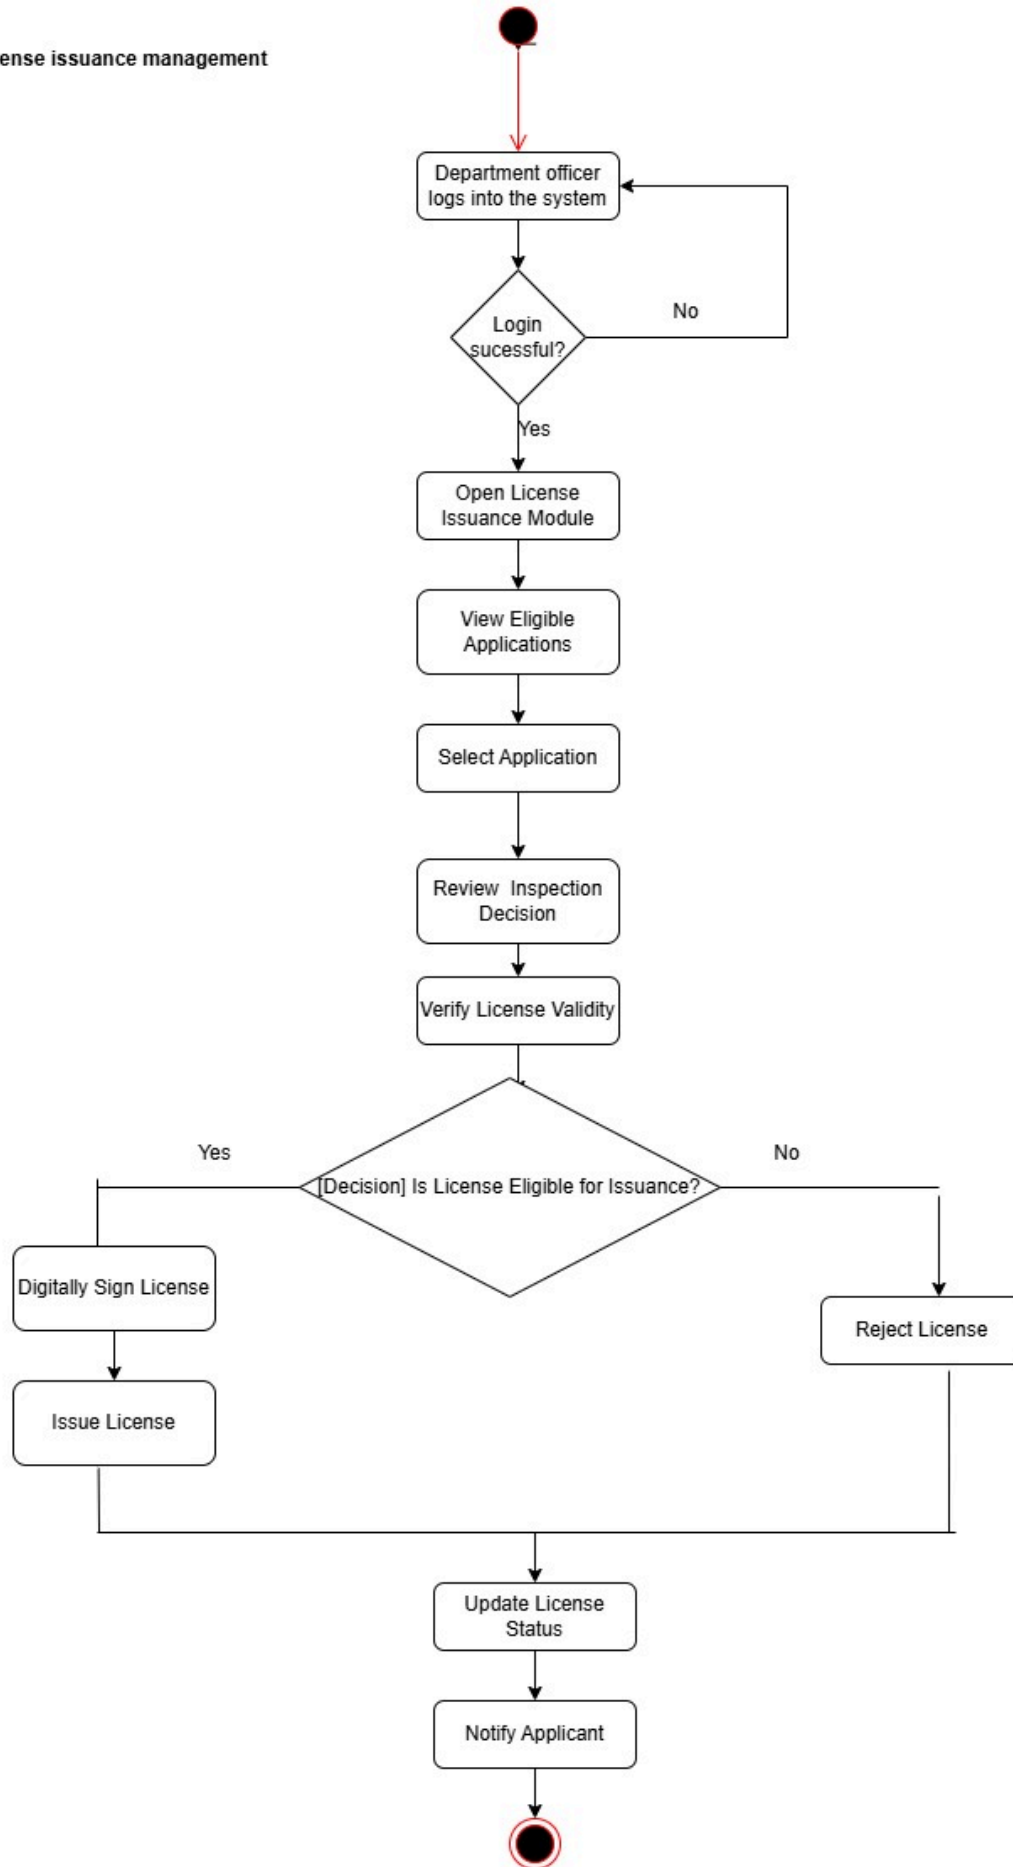 ense issuance management
Department officer
logs into the system
No
Login
sucessful?
Yes
Open License
Issuance Module
View Eligible
Applications
Select Application
Review  Inspection
Decision
Verify License Validity
Yes
No
[Decision] Is License Eligible for Issuance?
Digitally Sign License
Reject License
Issue License
Update License
Status
Notify Applicant